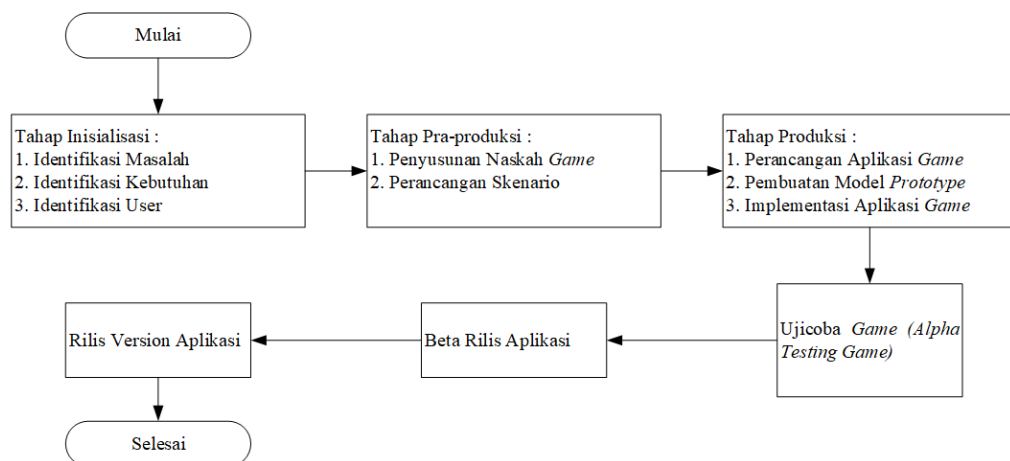 Mulai
Tahap Inisialisasi :
1. Identifikasi Masalah
2. Identifikasi Kebutuhan
3. Identifikasi User
Tahap Pra-produksi :
1. Penyusunan Naskah Game
2. Perancangan Skenario
Tahap Produksi :
1. Perancangan Aplikasi Game
2. Pembuatan Model Prototype
3. Implementasi Aplikasi Game
Ujicoba Game (Alpha
Testing Game)
Beta Rilis Aplikasi
Rilis Version Aplikasi
Selesai